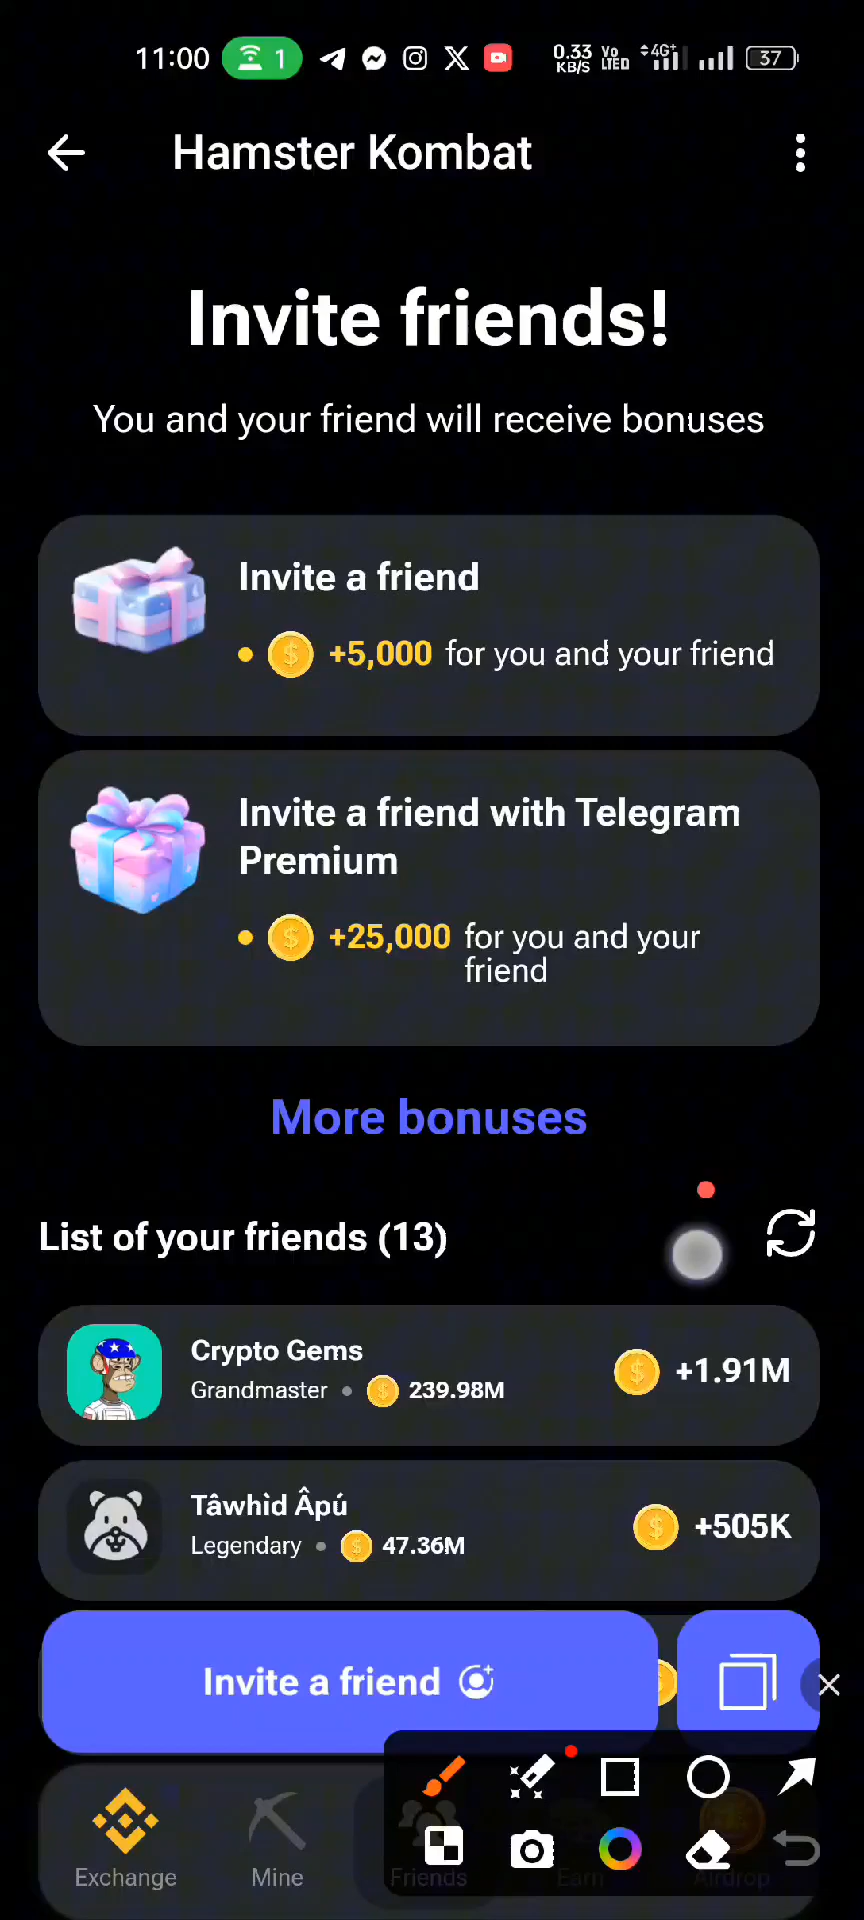 11:00 1 0.33 KB/S Vo LTED 4G+ 37
Hamster Kombat
Invite friends!
You and your friend will receive bonuses
Invite a friend
+5,000 for you and your friend
Invite a friend with Telegram
Premium
+25,000 for you and your
friend
More bonuses
List of your friends (13)
Crypto Gems
Grandmaster • 239.98M
+1.91M
Tâwhìd Âpú
Legendary • 47.36M
+505K
Invite a friend
Exchange Mine Friends Earn Airdrop